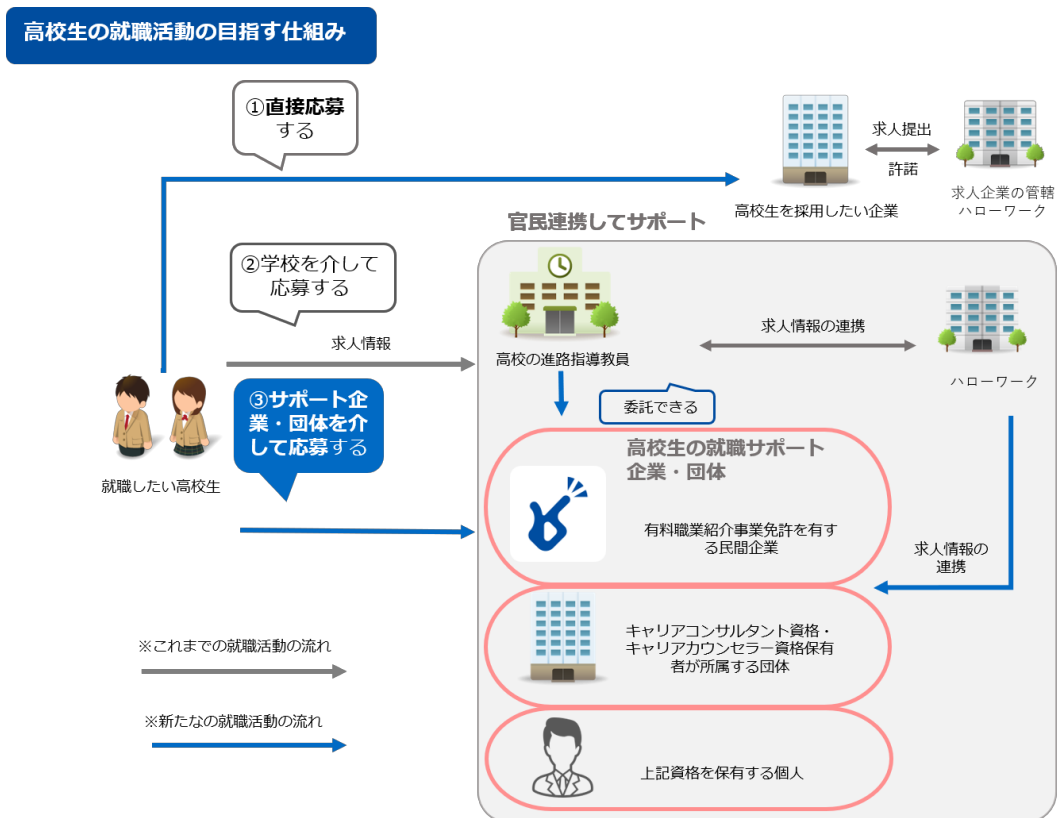 高校生の就職活動の目指す仕組み
①直接応募
する
求人提出
許諾
高校生を採用したい企業
求人企業の管轄
ハローワーク
官民連携してサポート
②学校を介して
応募する
求人情報
高校の進路指導教員
求人情報の連携
ハローワーク
委託できる
③サポート企
業・団体を介
して応募する
就職したい高校生
高校生の就職サポート
企業・団体
有料職業紹介事業免許を有す
る民間企業
求人情報の
連携
キャリアコンサルタント資格・
キャリアカウンセラー資格保有
者が所属する団体
※これまでの就職活動の流れ
※新たなの就職活動の流れ
上記資格を保有する個人